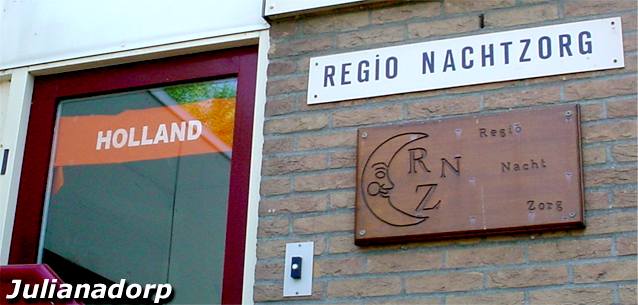 REGiO NACHTZORG
HOLLAND
R N
Z
Regio
Nacht
Zorg
Julianadorp